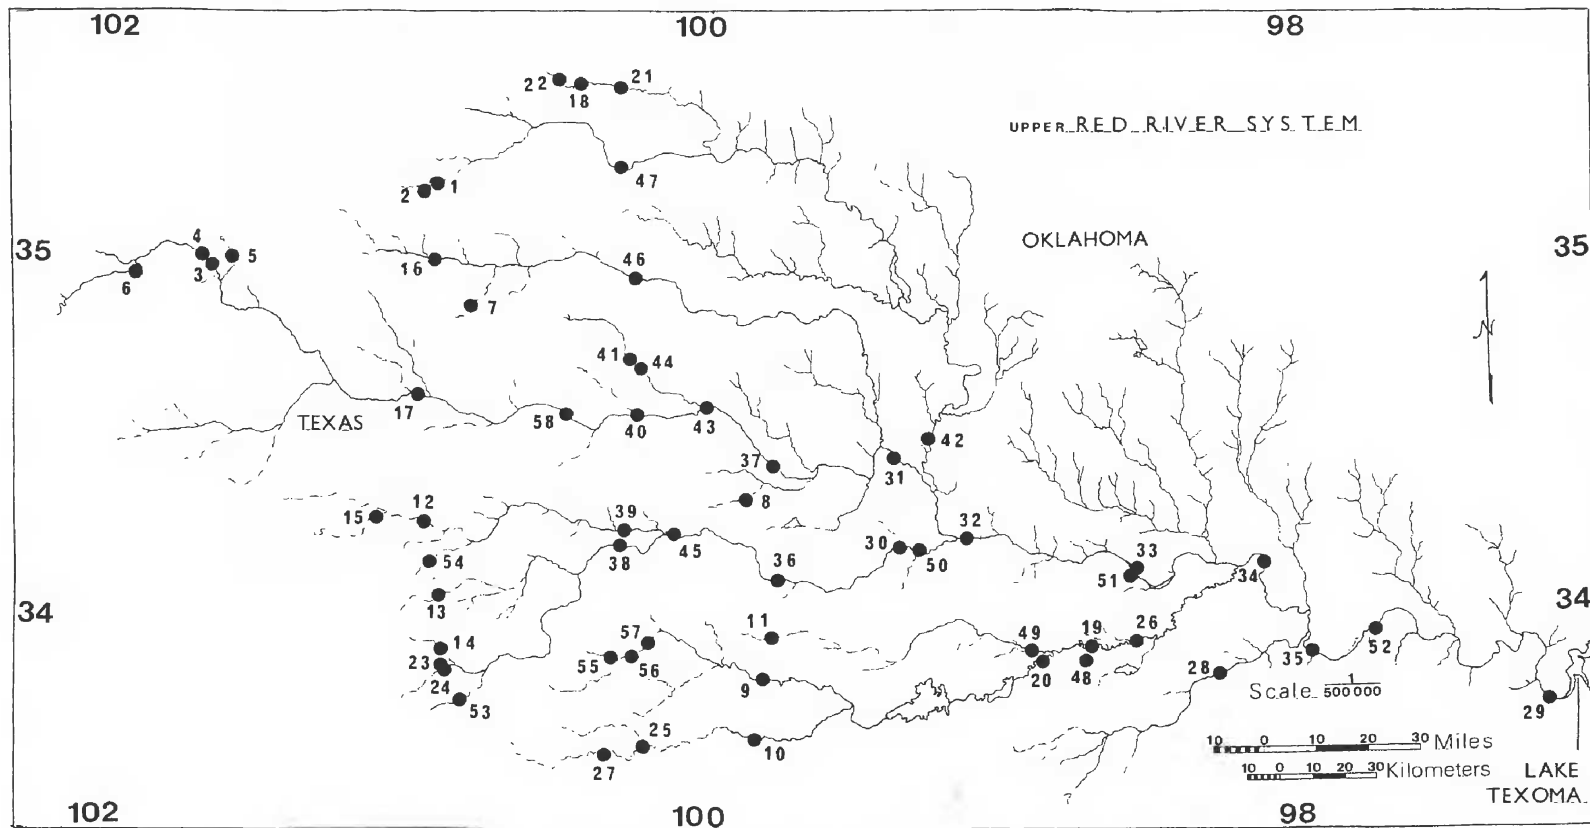 102 100 98
22 18 21
UPPER RED RIVER SYSTEM
47
2 1
35 4 5 OKLAHOMA 35
3
6 16 46
7
N
41 44
TEXAS 17 58 40 43
42
37 31
8
15 12 39 32
38 45 30 50
54 36 33
51 34
13 34 34
11 26
14 57 49 19 52
23 55 56 20 48 28 35
24 9
53 Scale 1
500 000
29
25 10 10 0 10 20 30 Miles
27 10 0 10 20 30 Kilometers LAKE
TEXOMA
?
102 100 98